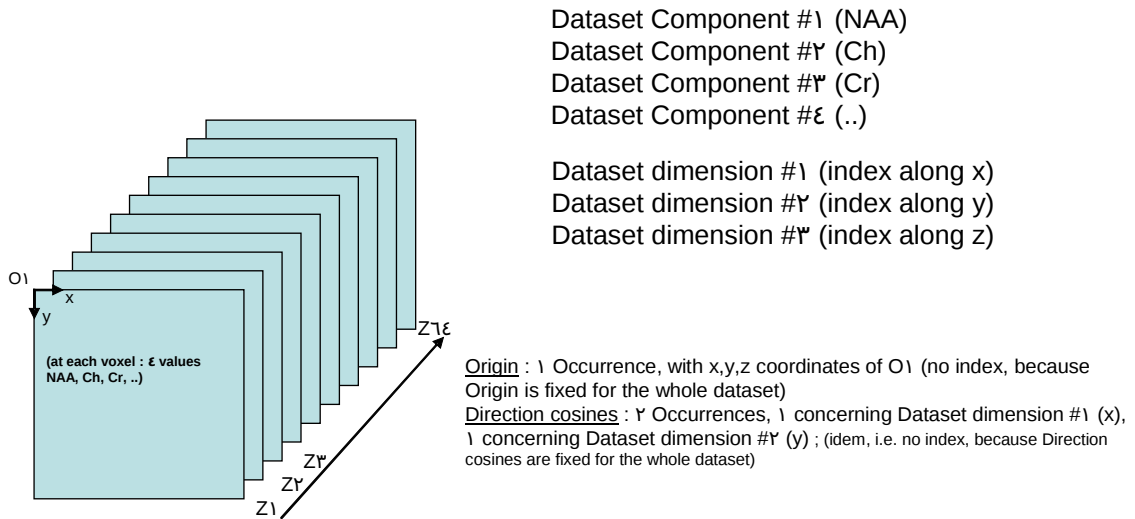 Dataset Component #١ (NAA)
Dataset Component #٢ (Ch)
Dataset Component #٣ (Cr)
Dataset Component #٤ (..)
Dataset dimension #١ (index along x)
Dataset dimension #٢ (index along y)
Dataset dimension #٣ (index along z)
O١
x
y
(at each voxel : ٤ values
NAA, Ch, Cr, ..)
Z٦٤
Z٣
Z٢
Z١
Origin : ١ Occurrence, with x,y,z coordinates of O١ (no index, because
Origin is fixed for the whole dataset)
Direction cosines : ٢ Occurrences, ١ concerning Dataset dimension #١ (x),
١ concerning Dataset dimension #٢ (y) ; (idem, i.e. no index, because Direction
cosines are fixed for the whole dataset)